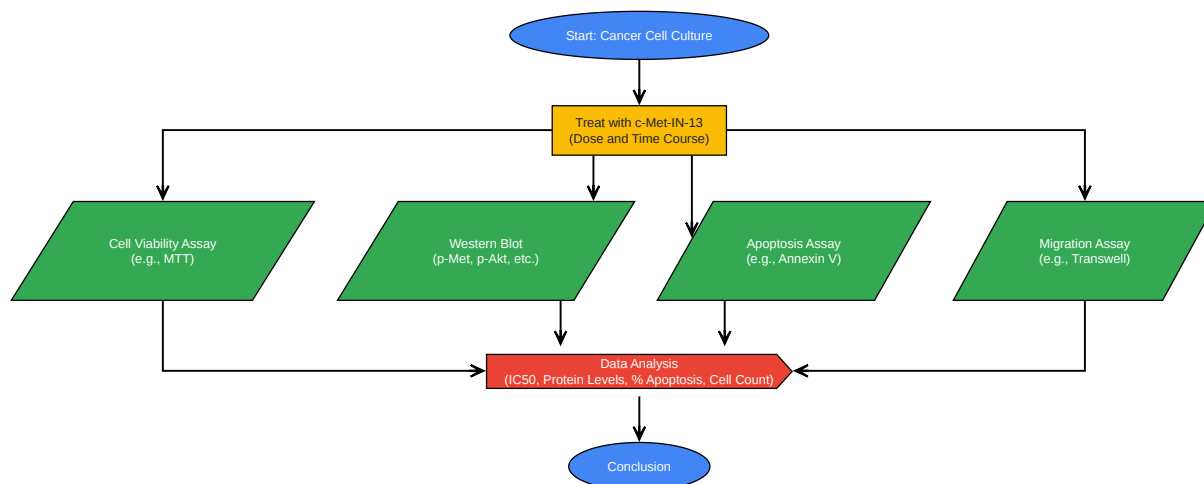 Start: Cancer Cell Culture
Treat with c-Met-IN-13
(Dose and Time Course)
Cell Viability Assay
(e.g., MTT)
Western Blot
(p-Met, p-Akt, etc.)
Apoptosis Assay
(e.g., Annexin V)
Migration Assay
(e.g., Transwell)
Data Analysis
(IC50, Protein Levels, % Apoptosis, Cell Count)
Conclusion